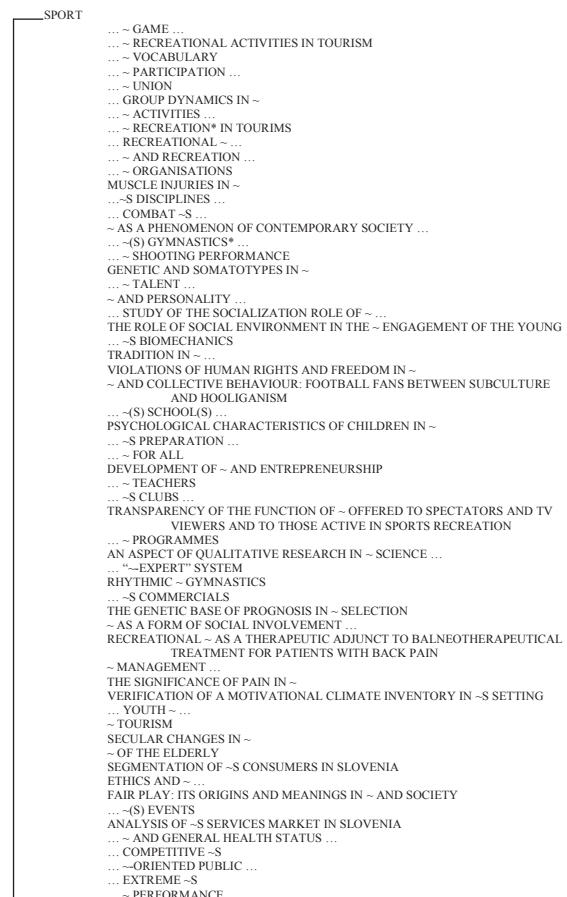 SPORT
… ~ GAME …
… ~ RECREATIONAL ACTIVITIES IN TOURISM
… ~ VOCABULARY
… ~ PARTICIPATION …
… ~ UNION
… GROUP DYNAMICS IN ~
… ~ ACTIVITIES …
… ~ RECREATION* IN TOURIMS
… RECREATIONAL ~ …
… ~ AND RECREATION …
… ~ ORGANISATIONS
MUSCLE INJURIES IN ~
…~S DISCIPLINES …
… COMBAT ~S …
~ AS A PHENOMENON OF CONTEMPORARY SOCIETY …
… ~(S) GYMNASTICS* …
… ~ SHOOTING PERFORMANCE
GENETIC AND SOMATOTYPES IN ~
… ~ TALENT …
~ AND PERSONALITY …
… STUDY OF THE SOCIALIZATION ROLE OF ~ …
THE ROLE OF SOCIAL ENVIRONMENT IN THE ~ ENGAGEMENT OF THE YOUNG
… ~S BIOMECHANICS
TRADITION IN ~ …
VIOLATIONS OF HUMAN RIGHTS AND FREEDOM IN ~
~ AND COLLECTIVE BEHAVIOUR: FOOTBALL FANS BETWEEN SUBCULTURE
AND HOOLIGANISM
… ~(S) SCHOOL(S) …
PSYCHOLOGICAL CHARACTERISTICS OF CHILDREN IN ~
… ~S PREPARATION …
… ~ FOR ALL
DEVELOPMENT OF ~ AND ENTREPRENEURSHIP
… ~ TEACHERS
… ~S CLUBS …
TRANSPARENCY OF THE FUNCTION OF ~ OFFERED TO SPECTATORS AND TV
VIEWERS AND TO THOSE ACTIVE IN SPORTS RECREATION
… ~ PROGRAMMES
AN ASPECT OF QUALITATIVE RESEARCH IN ~ SCIENCE …
… “~-EXPERT” SYSTEM
RHYTHMIC ~ GYMNASTICS
… ~S COMMERCIALS
THE GENETIC BASE OF PROGNOSIS IN ~ SELECTION
~ AS A FORM OF SOCIAL INVOLVEMENT …
RECREATIONAL ~ AS A THERAPEUTIC ADJUNCT TO BALNEOTHERAPEUTICAL
TREATMENT FOR PATIENTS WITH BACK PAIN
~ MANAGEMENT …
THE SIGNIFICANCE OF PAIN IN ~
VERIFICATION OF A MOTIVATIONAL CLIMATE INVENTORY IN ~S SETTING
… YOUTH ~ …
~ TOURISM
SECULAR CHANGES IN ~
~ OF THE ELDERLY
SEGMENTATION OF ~S CONSUMERS IN SLOVENIA
ETHICS AND ~ …
FAIR PLAY: ITS ORIGINS AND MEANINGS IN ~ AND SOCIETY
… ~(S) EVENTS
ANALYSIS OF ~S SERVICES MARKET IN SLOVENIA
… ~ AND GENERAL HEALTH STATUS …
… COMPETITIVE ~S
… ~-ORIENTED PUBLIC …
… EXTREME ~S
~ PERFORMANCE